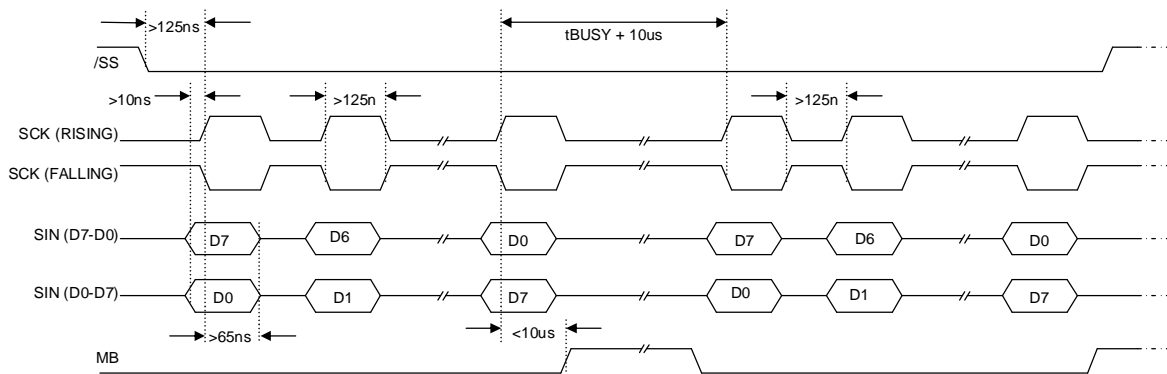 >125ns
tBUSY + 10us
/SS
>10ns
>125n
>125n
SCK (RISING)
SCK (FALLING)
SIN (D7-D0)
D7
D6
D0
D7
D6
D0
SIN (D0-D7)
D0
D1
D7
D0
D1
D7
>65ns
<10us
MB